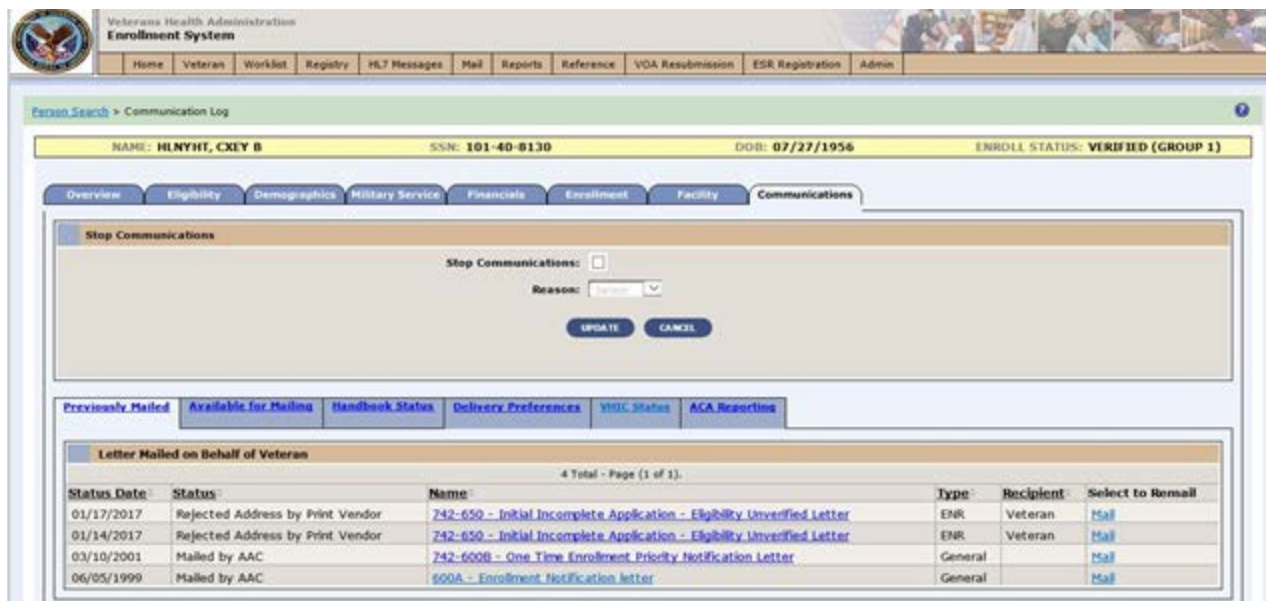 Veterans Health Administration
Enrollment System
Home Veteran Worklist Registry HL7 Messages Mail Reports Reference VOA Resubmission ESR Registration Admin
Person Search > Communication Log
NAME: HLNYHT, CXEY B SSN: 101-40-8130 DOB: 07/27/1956 ENROLL STATUS: VERIFIED (GROUP 1)
Overview Eligibility Demographics Military Service Financials Enrollment Facility Communications
Stop Communications
Stop Communications:
Reason: Select
UPDATE CANCEL
Previously Mailed Available for Mailing Handbook Status Delivery Preferences VHIC Status ACA Reporting
Letter Mailed on Behalf of Veteran
4 Total - Page (1 of 1).
Status Date Status Name Type Recipient Select to Remail
01/17/2017 Rejected Address by Print Vendor 742-650 - Initial Incomplete Application - Eligibility Unverified Letter ENR Veteran Mail
01/14/2017 Rejected Address by Print Vendor 742-650 - Initial Incomplete Application - Eligibility Unverified Letter ENR Veteran Mail
03/10/2001 Mailed by AAC 742-600B - One Time Enrollment Priority Notification Letter General Mail
06/05/1999 Mailed by AAC 600A - Enrollment Notification letter General Mail